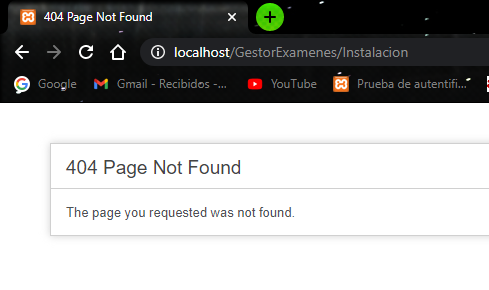 404 Page Not Found
localhost/GestorExamenes/Instalacion
Google Gmail - Recibidos -... YouTube Prueba de autentifi...
404 Page Not Found
The page you requested was not found.